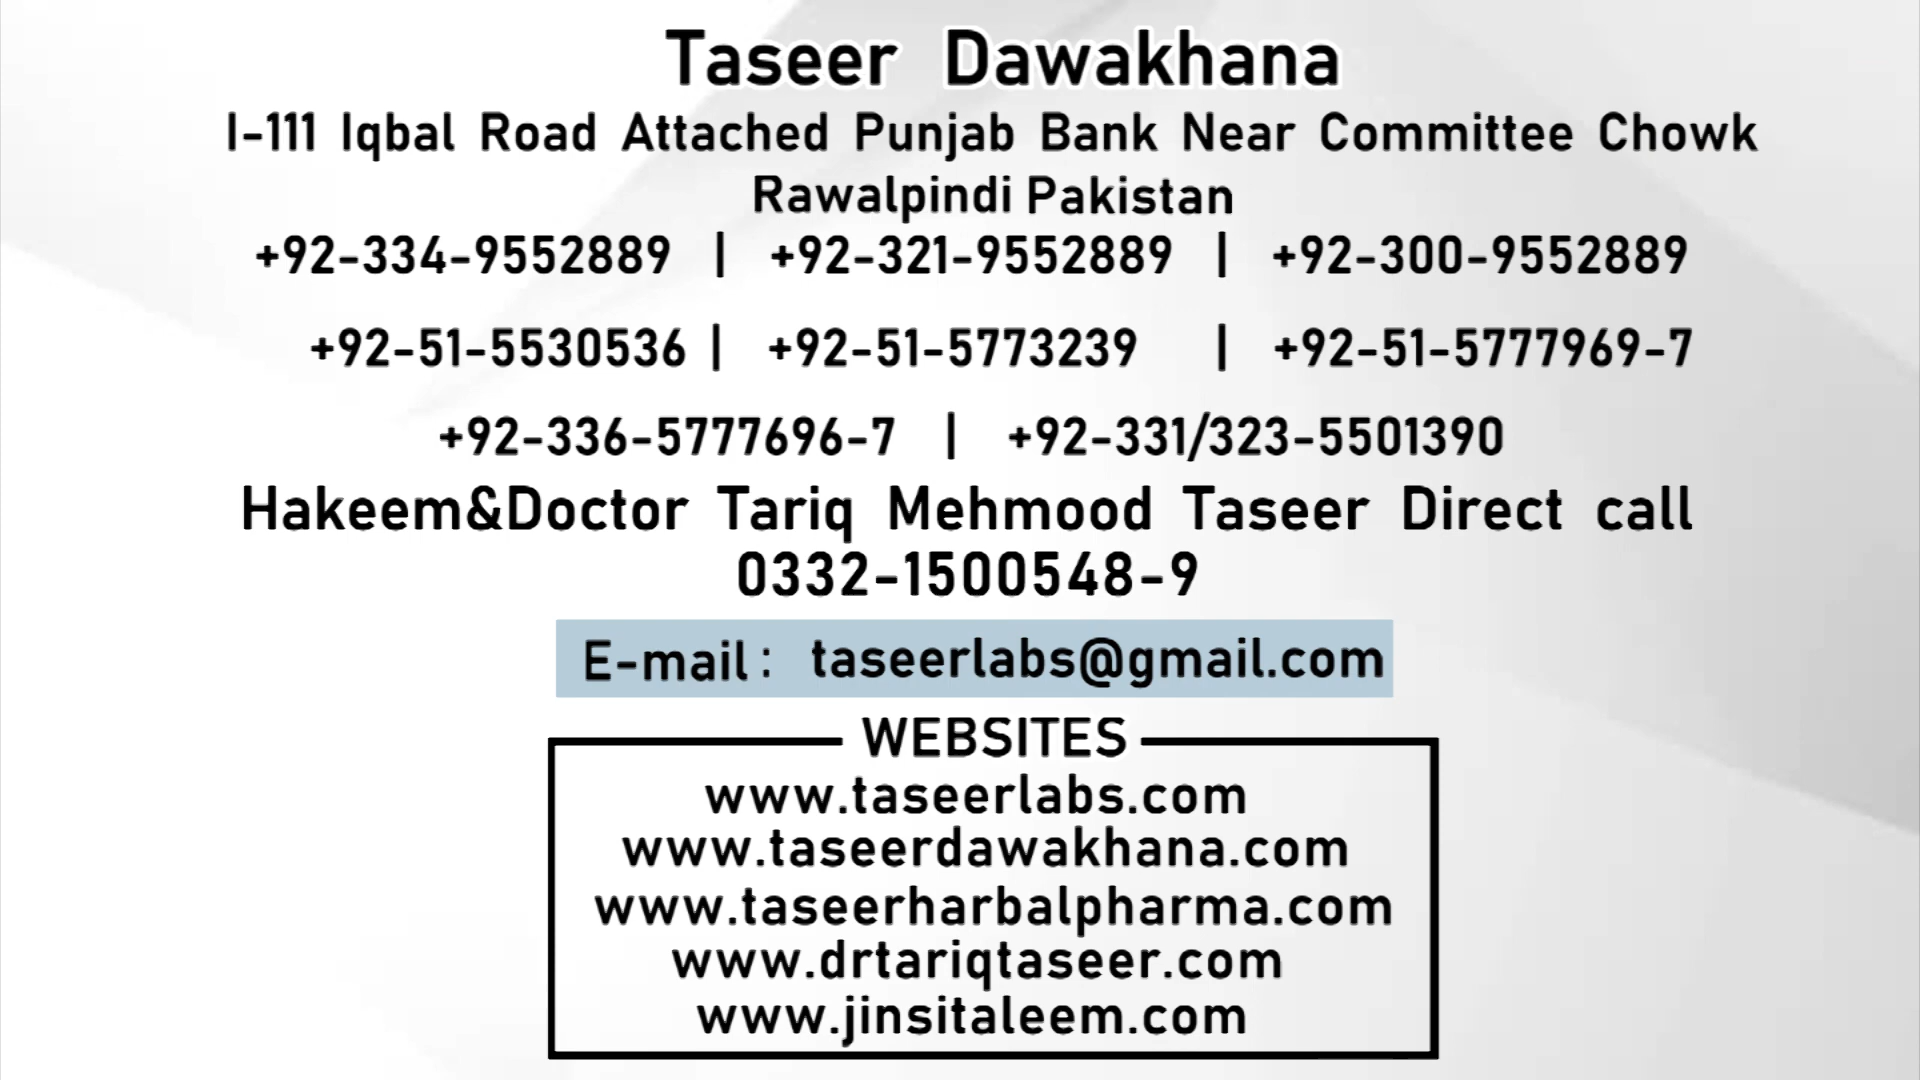 Taseer Dawakhana
I-111 Iqbal Road Attached Punjab Bank Near Committee Chowk
Rawalpindi Pakistan
+92-334-9552889 | +92-321-9552889 | +92-300-9552889
+92-51-5530536 | +92-51-5773239 | +92-51-5777969-7
+92-336-5777696-7 | +92-331/323-5501390
Hakeem&Doctor Tariq Mehmood Taseer Direct call
0332-1500548-9
E-mail : taseerlabs@gmail.com
WEBSITES
www.taseerlabs.com
www.taseerdawakhana.com
www.taseerharbalpharma.com
www.drtariqtaseer.com
www.jinsitaleem.com